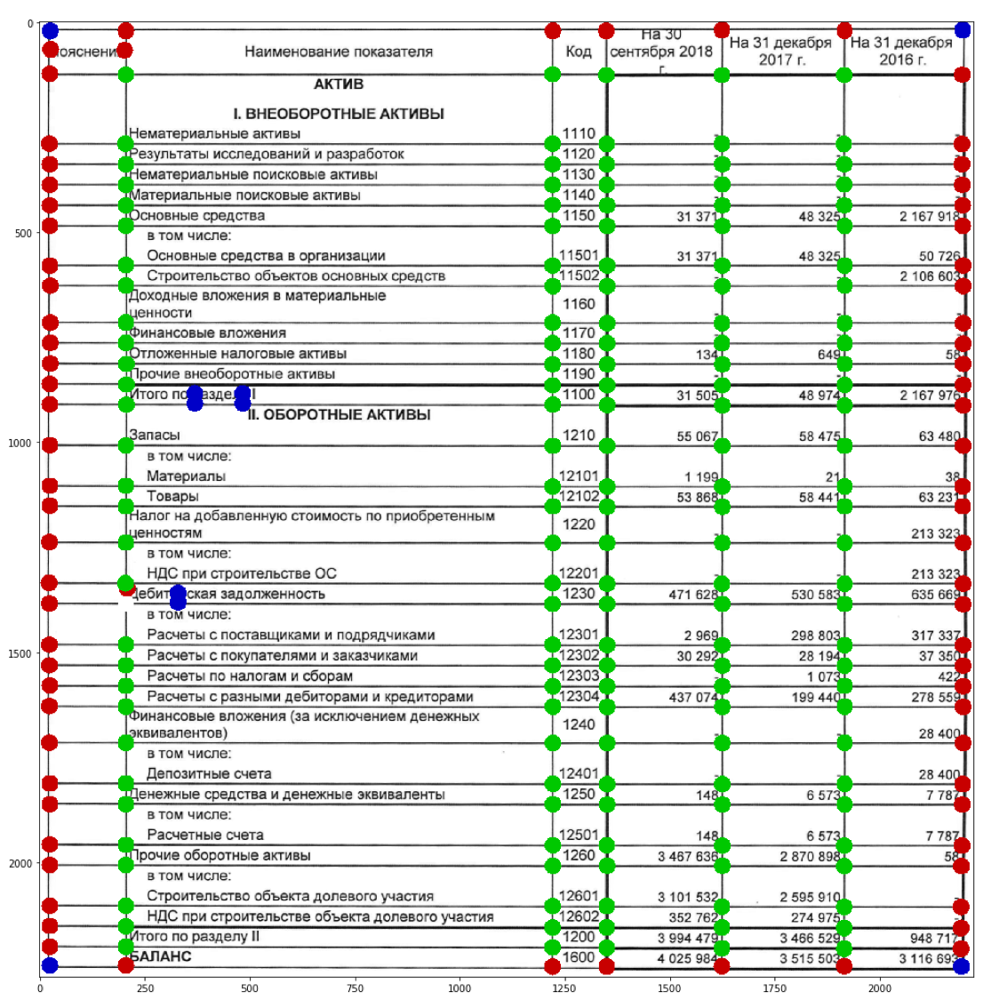 0
Пояснения Наименование показателя Код На 30 сентября 2018 г. На 31 декабря 2017 г. На 31 декабря 2016 г.
АКТИВ
I. ВНЕОБОРОТНЫЕ АКТИВЫ
Нематериальные активы 1110 - - -
Результаты исследований и разработок 1120 - - -
Нематериальные поисковые активы 1130 - - -
Материальные поисковые активы 1140 - - -
Основные средства 1150 31 371 48 325 2 167 918
500
в том числе:
Основные средства в организации 11501 31 371 48 325 50 726
Строительство объектов основных средств 11502 - - 2 106 603
Доходные вложения в материальные
ценности 1160 - - -
Финансовые вложения 1170 - - -
Отложенные налоговые активы 1180 134 649 58
Прочие внеоборотные активы 1190 - - -
Итого по разделу I 1100 31 505 48 974 2 167 976
II. ОБОРОТНЫЕ АКТИВЫ
Запасы 1210 55 067 58 475 63 480
1000
в том числе:
Материалы 12101 1 199 21 38
Товары 12102 53 868 58 441 63 231
Налог на добавленную стоимость по приобретенным
ценностям 1220 - - 213 323
в том числе:
НДС при строительстве ОС 12201 - - 213 323
Дебиторская задолженность 1230 471 628 530 583 635 669
в том числе:
Расчеты с поставщиками и подрядчиками 12301 2 969 298 803 317 337
1500
Расчеты с покупателями и заказчиками 12302 30 292 28 194 37 350
Расчеты по налогам и сборам 12303 - 1 073 422
Расчеты с разными дебиторами и кредиторами 12304 437 074 199 440 278 559
Финансовые вложения (за исключением денежных
эквивалентов) 1240 - - 28 400
в том числе:
Депозитные счета 12401 - - 28 400
Денежные средства и денежные эквиваленты 1250 148 6 573 7 787
в том числе:
Расчетные счета 12501 148 6 573 7 787
Прочие оборотные активы 1260 3 467 636 2 870 898 58
2000
в том числе:
Строительство объекта долевого участия 12601 3 101 532 2 595 910 -
НДС при строительстве объекта долевого участия 12602 352 762 274 975 -
Итого по разделу II 1200 3 994 479 3 466 529 948 717
БАЛАНС 1600 4 025 984 3 515 503 3 116 693
0 250 500 750 1000 1250 1500 1750 2000